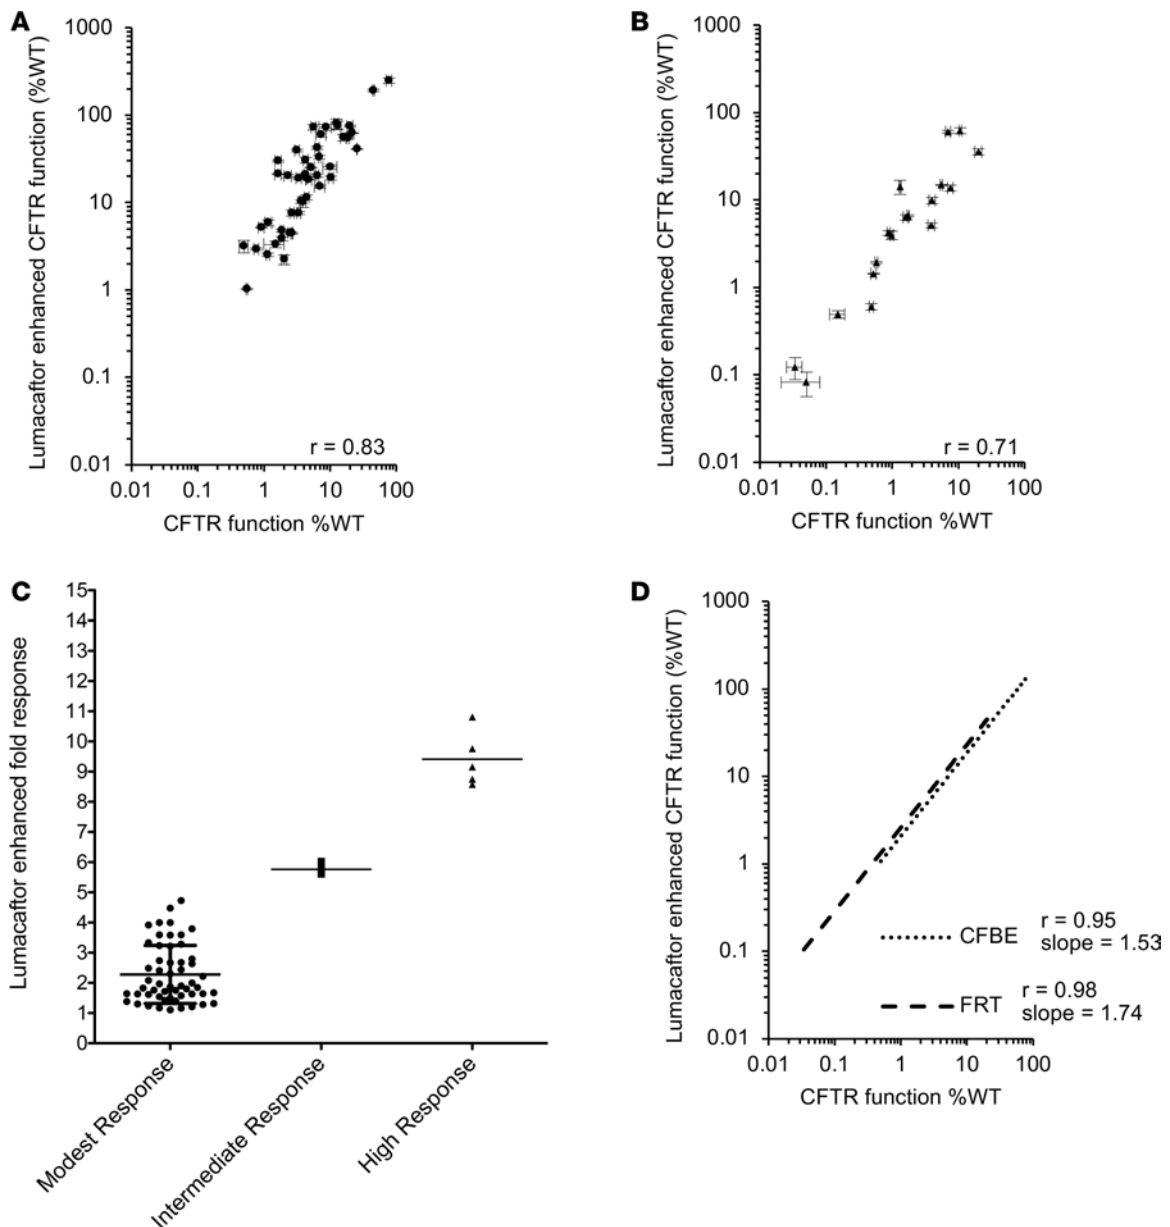 A
Lumacaftor enhanced CFTR function (%WT)
1000
100
10
1
0.1
0.01
r = 0.83
0.01 0.1 1 10 100
CFTR function %WT
B
Lumacaftor enhanced CFTR function (%WT)
1000
100
10
1
0.1
0.01
r = 0.71
0.01 0.1 1 10 100
CFTR function %WT
C
Lumacaftor enhanced fold response
15
14
13
12
11
10
9
8
7
6
5
4
3
2
1
0
Modest Response
Intermediate Response
High Response
D
Lumacaftor enhanced CFTR function (%WT)
1000
100
10
1
0.1
0.01
CFBE
r = 0.95
slope = 1.53
FRT
r = 0.98
slope = 1.74
0.01 0.1 1 10 100
CFTR function %WT